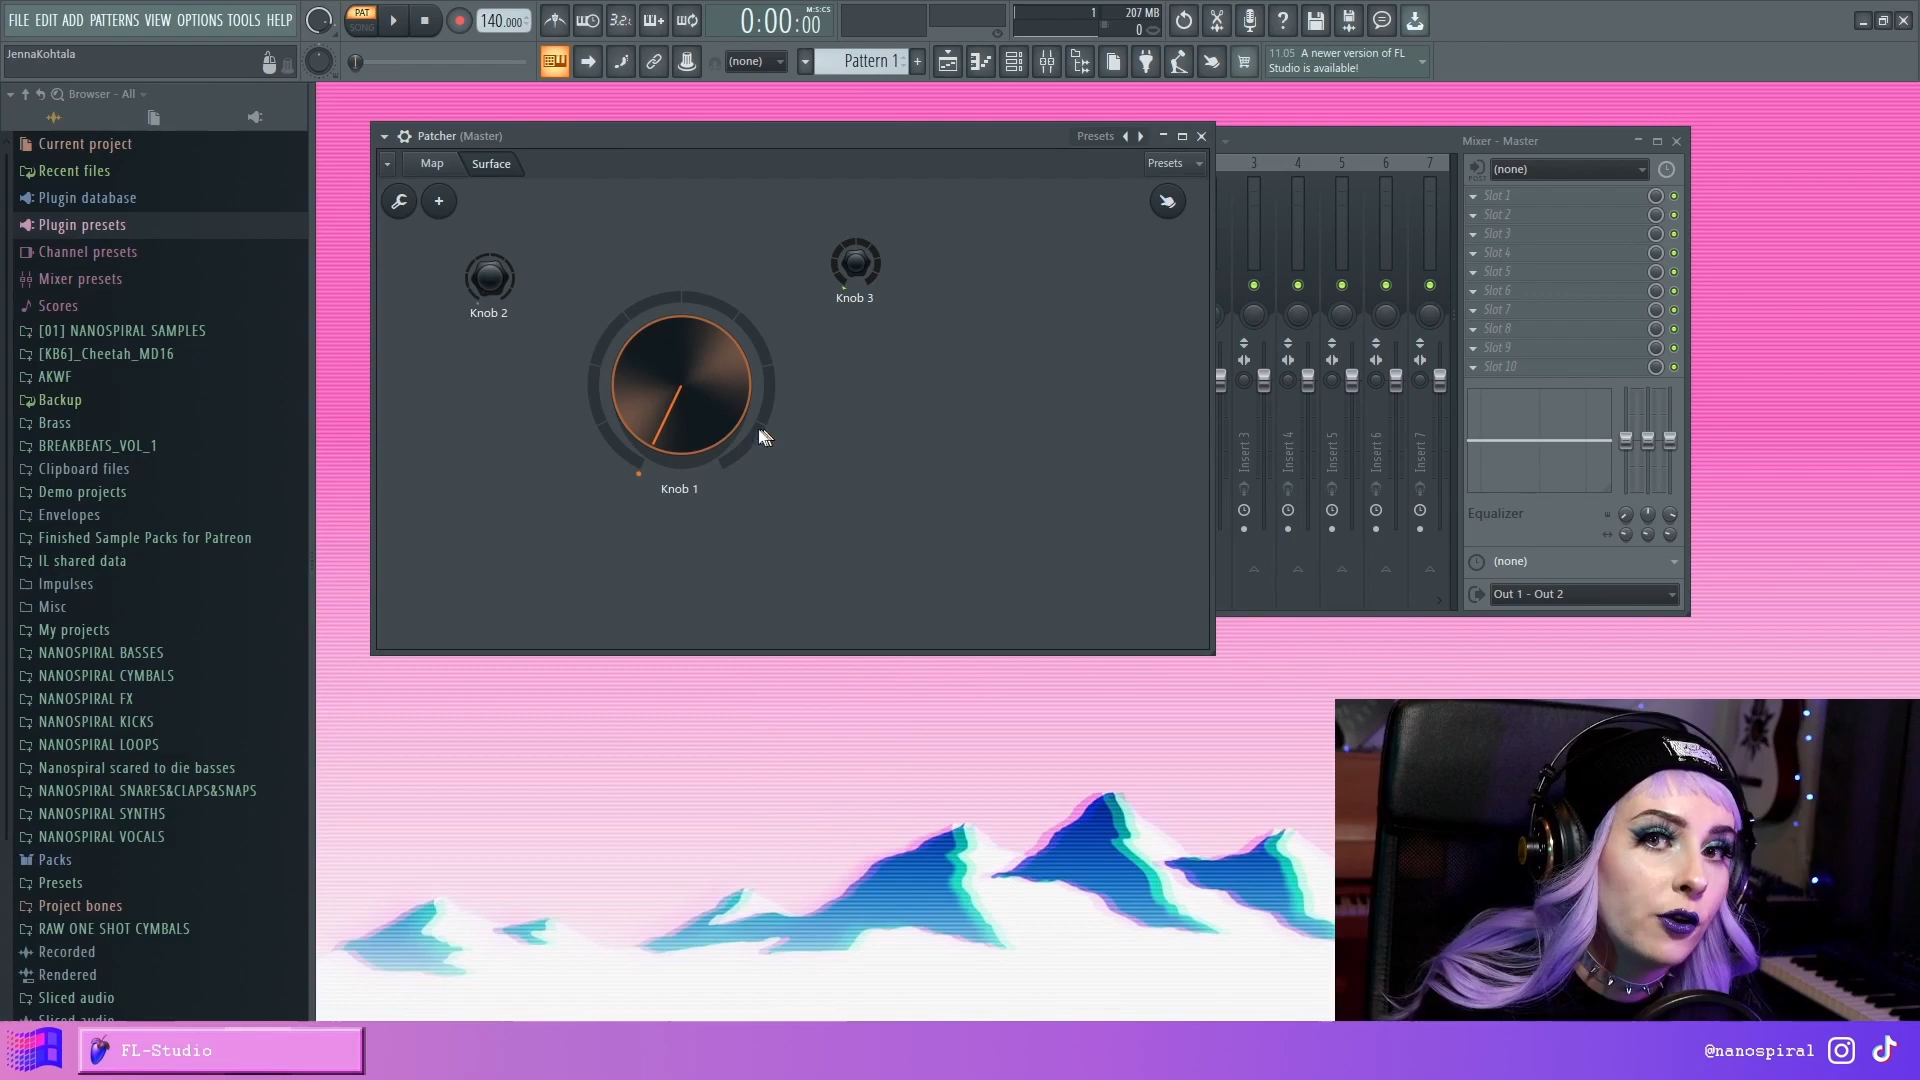 FILE EDIT ADD PATTERNS VIEW OPTIONS TOOLS HELP
PAT
SONG
140.000
3.2.
0:00:00
M:S:CS
1
207 MB
0
JennaKohtala
(none)
Pattern 1
11.05 A newer version of FL
Studio is available!
Browser - All
Current project
Recent files
Plugin database
Plugin presets
Channel presets
Mixer presets
Scores
[01] NANOSPIRAL SAMPLES
[KB6]_Cheetah_MD16
AKWF
Backup
Brass
BREAKBEATS_VOL_1
Clipboard files
Demo projects
Envelopes
Finished Sample Packs for Patreon
IL shared data
Impulses
Misc
My projects
NANOSPIRAL BASSES
NANOSPIRAL CYMBALS
NANOSPIRAL FX
NANOSPIRAL KICKS
NANOSPIRAL LOOPS
Nanospiral scared to die basses
NANOSPIRAL SNARES&CLAPS&SNAPS
NANOSPIRAL SYNTHS
NANOSPIRAL VOCALS
Packs
Presets
Project bones
RAW ONE SHOT CYMBALS
Recorded
Rendered
Sliced audio
Sliced audio
Patcher (Master)
Presets
Map
Surface
Presets
Knob 2
Knob 3
Knob 1
Mixer - Master
3 4 5 6 7
Insert 3
Insert 4
Insert 5
Insert 6
Insert 7
POST
(none)
Slot 1
Slot 2
Slot 3
Slot 4
Slot 5
Slot 6
Slot 7
Slot 8
Slot 9
Slot 10
Equalizer
(none)
Out 1 - Out 2
FL-Studio
@nanospiral